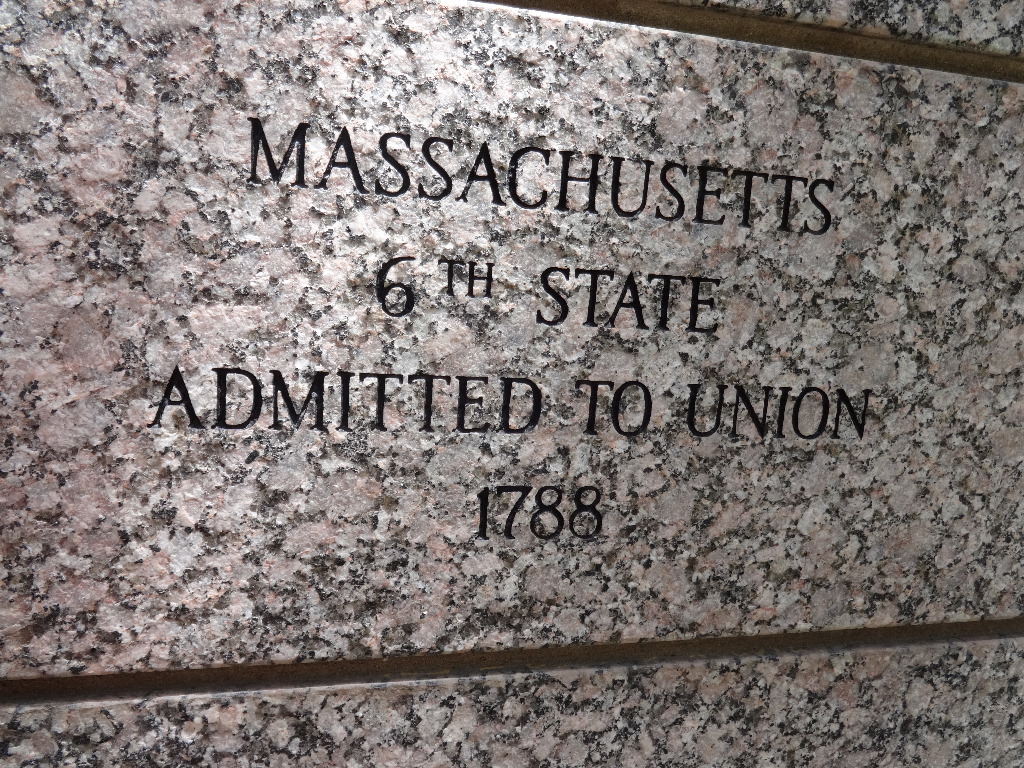 MASSACHUSETTS
6TH STATE
ADMITTED TO UNION
1788